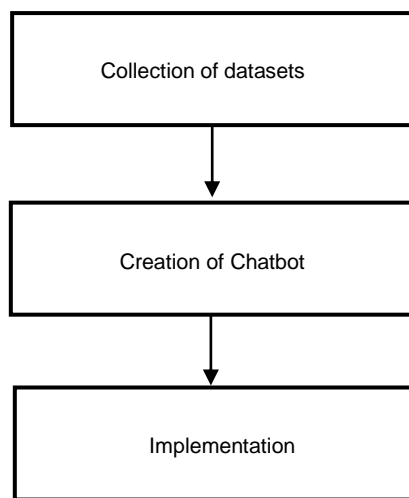 Collection of datasets
Creation of Chatbot
Implementation